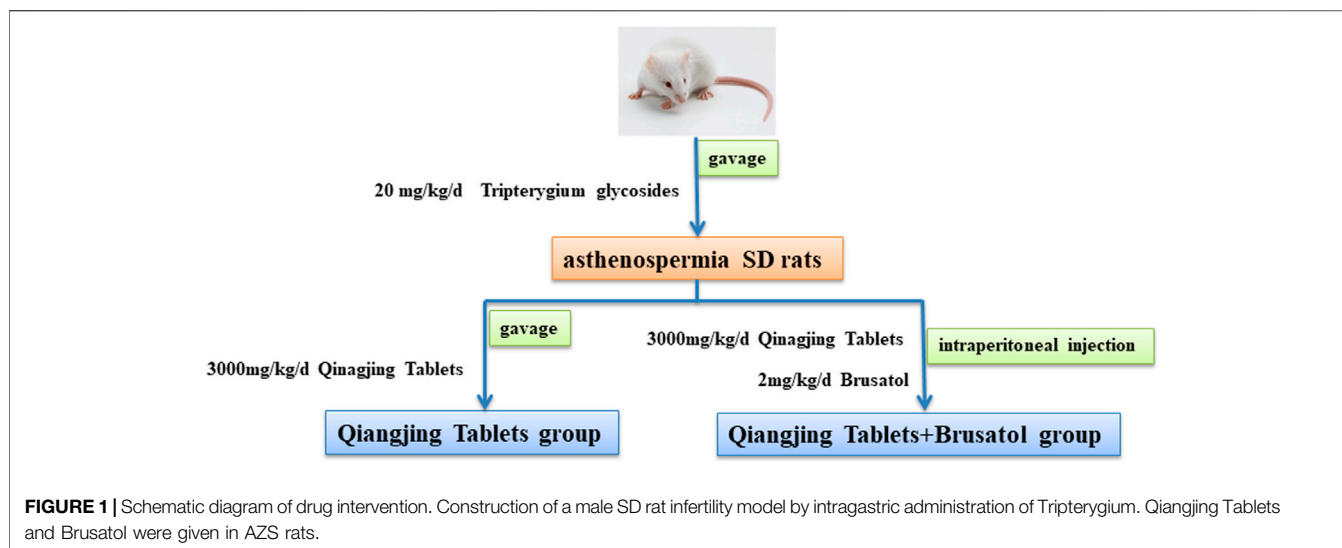 gavage
20 mg/kg/d Tripterygium glycosides
asthenospermia SD rats
gavage
3000mg/kg/d Qinagjing Tablets
3000mg/kg/d Qinagjing Tablets
intraperitoneal injection
2mg/kg/d Brusatol
Qiangjing Tablets group
Qiangjing Tablets+Brusatol group
FIGURE 1 | Schematic diagram of drug intervention. Construction of a male SD rat infertility model by intragastric administration of Tripterygium. Qiangjing Tablets
and Brusatol were given in AZS rats.